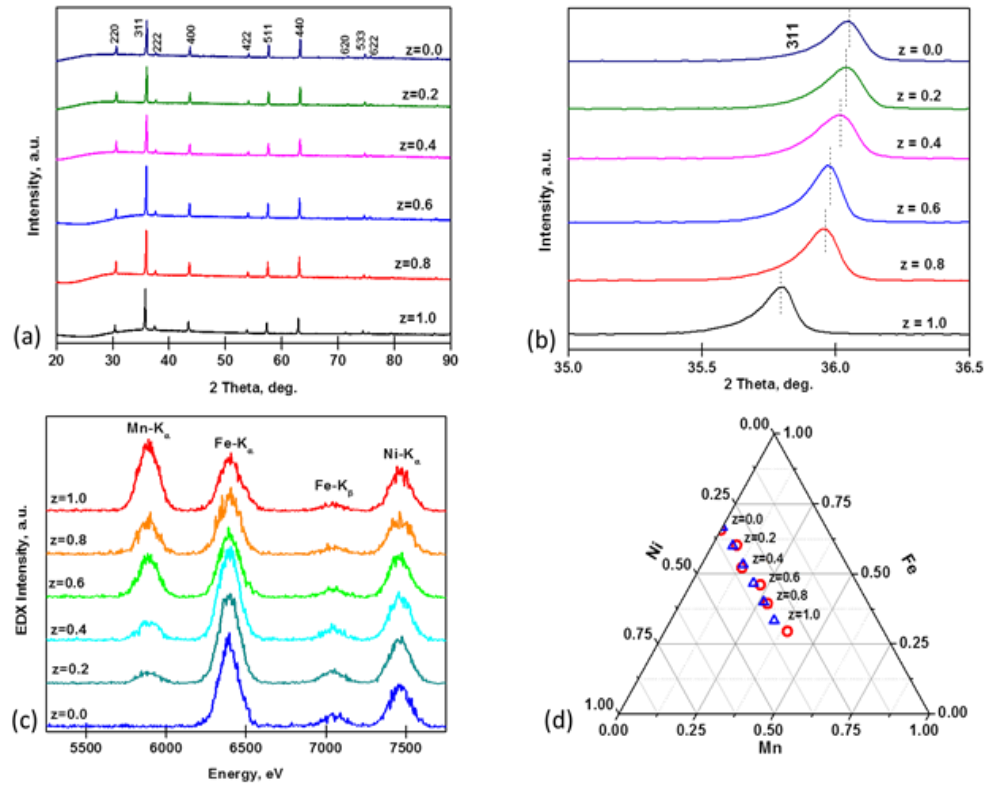 220
311
222
400
422
511
440
620
533
622
z=0.0
z=0.2
z=0.4
z=0.6
z=0.8
z=1.0
Intensity, a.u.
(a)
20 30 40 50 60 70 80 90
2 Theta, deg.
311
z = 0.0
z = 0.2
z = 0.4
z = 0.6
z = 0.8
z = 1.0
Intensity, a.u.
(b)
35.0 35.5 36.0 36.5
2 Theta, deg.
Mn-Kα
Fe-Kα
Fe-Kβ
Ni-Kα
z=1.0
z=0.8
z=0.6
z=0.4
z=0.2
z=0.0
EDX Intensity, a.u.
(c)
5500 6000 6500 7000 7500
Energy, eV
0.00
1.00
0.25
0.75
z=0.0
z=0.2
z=0.4
z=0.6
z=0.8
z=1.0
Ni
Fe
0.50
0.50
0.75
0.25
1.00
0.00
(d)
0.00 0.25 0.50 0.75 1.00
Mn